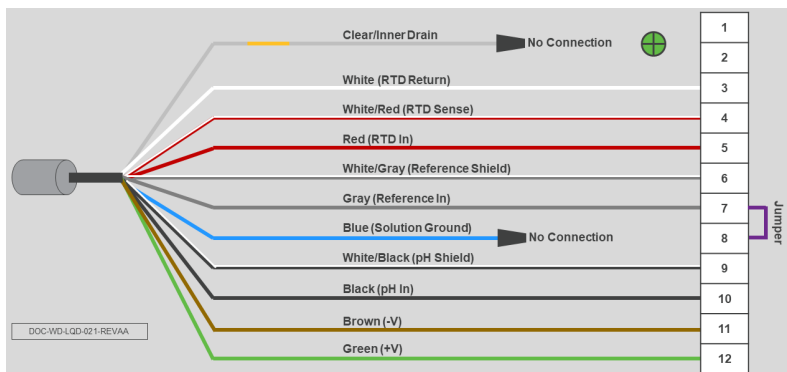 Clear/Inner Drain
No Connection
1
2
White (RTD Return)
3
White/Red (RTD Sense)
4
Red (RTD In)
5
White/Gray (Reference Shield)
6
Gray (Reference In)
7
Blue (Solution Ground)
No Connection
8
Jumper
White/Black (pH Shield)
9
Black (pH In)
10
Brown (-V)
11
DOC-WD-LQD-021-REVAA
Green (+V)
12